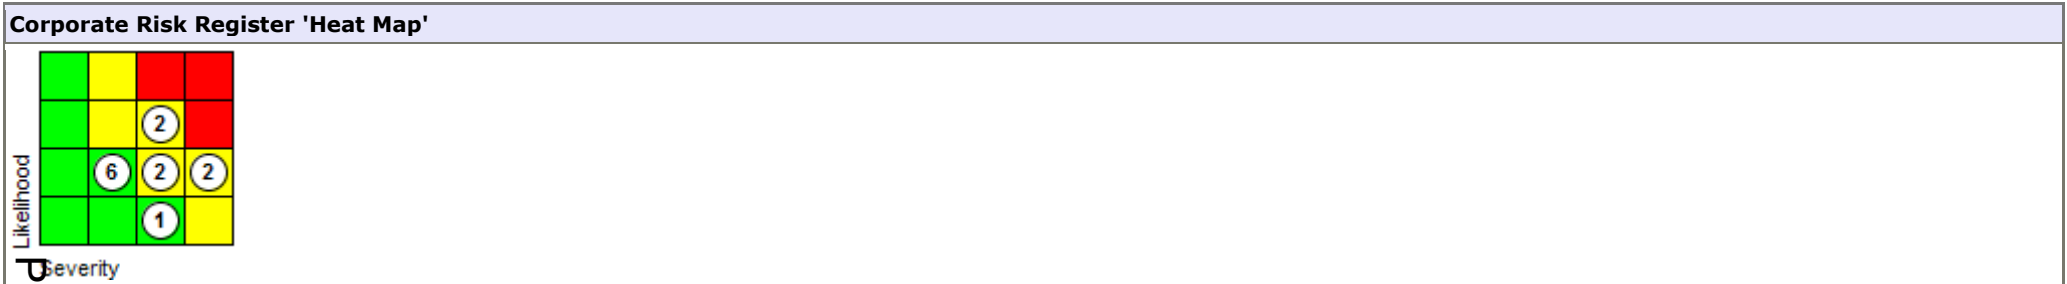 Corporate Risk Register 'Heat Map'
2
6 2 2
1
Likelihood
Severity
P